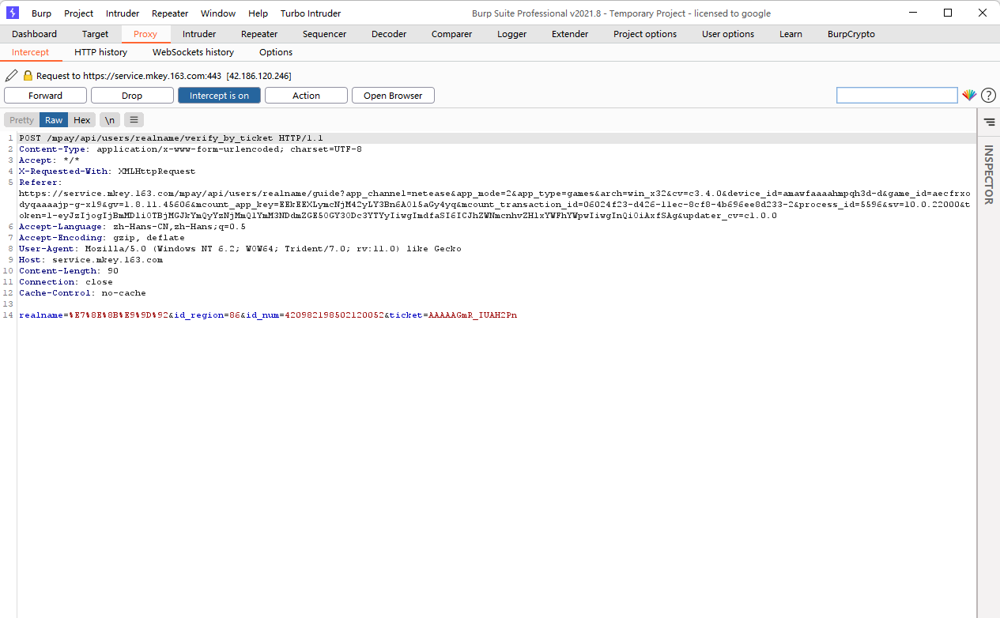 Burp Project Intruder Repeater Window Help Turbo Intruder Burp Suite Professional v2021.8 - Temporary Project - licensed to google
Dashboard Target Proxy Intruder Repeater Sequencer Decoder Comparer Logger Extender Project options User options Learn BurpCrypto
Intercept HTTP history WebSockets history Options
Request to https://service.mkey.163.com:443 [42.186.120.246]
Forward Drop Intercept is on Action Open Browser
Pretty Raw Hex \n
INSPECTOR
1 POST /mpay/api/users/realname/verify_by_ticket HTTP/1.1
2 Content-Type: application/x-www-form-urlencoded; charset=UTF-8
3 Accept: */*
4 X-Requested-With: XMLHttpRequest
5 Referer:
https://service.mkey.163.com/mpay/api/users/realname/guide?app_channel=netease&app_mode=2&app_type=games&arch=win_x32&cv=c3.4.0&device_id=amawfaaaahmpqh3d-d&game_id=aecfrxo
dyqaaaajp-g-x19&gv=1.8.11.45606&mcount_app_key=EEkEEXLymcNjM42yLY3Bn6AO15aGy4yq&mcount_transaction_id=06024f23-d426-11ec-8cf8-4b696ee8d233-2&process_id=5596&sv=10.0.22000&t
6 Accept-Language: zh-Hans-CN,zh-Hans;q=0.5
7 Accept-Encoding: gzip, deflate
8 User-Agent: Mozilla/5.0 (Windows NT 6.2; WOW64; Trident/7.0; rv:11.0) like Gecko
9 Host: service.mkey.163.com
10 Content-Length: 90
11 Connection: close
12 Cache-Control: no-cache
13
14 realname=%E7%8E%8B%E9%9D%92&id_region=86&id_num=420982198502120052&ticket=AAAAAGmR_IUAH2Pn